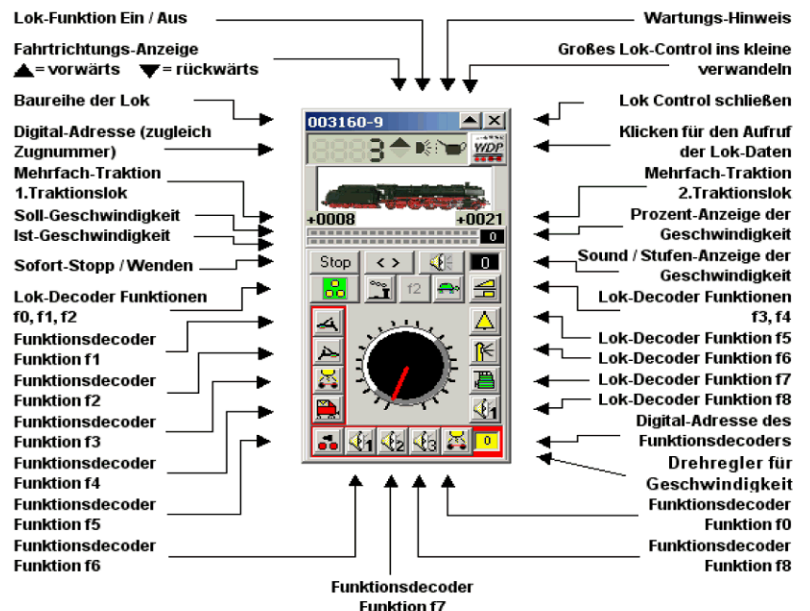 Lok-Funktion Ein / Aus
Fahrtrichtungs-Anzeige
▲= vorwärts ▼= rückwärts
Baureihe der Lok
Digital-Adresse (zugleich
Zugnummer)
Mehrfach-Traktion
1.Traktionslok
Soll-Geschwindigkeit
Ist-Geschwindigkeit
Sofort-Stopp / Wenden
Lok-Decoder Funktionen
f0, f1, f2
Funktionsdecoder
Funktion f1
Funktionsdecoder
Funktion f2
Funktionsdecoder
Funktion f3
Funktionsdecoder
Funktion f4
Funktionsdecoder
Funktion f5
Funktionsdecoder
Funktion f6
003160-9
3
WDP
+0008 +0021
0
Stop < > 0
f2
1
1 2 3 0
Funktionsdecoder
Funktion f7
Wartungs-Hinweis
Großes Lok-Control ins kleine
verwandeln
Lok Control schließen
Klicken für den Aufruf
der Lok-Daten
Mehrfach-Traktion
2.Traktionslok
Prozent-Anzeige der
Geschwindigkeit
Sound / Stufen-Anzeige der
Geschwindigkeit
Lok-Decoder Funktionen
f3, f4
Lok-Decoder Funktion f5
Lok-Decoder Funktion f6
Lok-Decoder Funktion f7
Lok-Decoder Funktion f8
Digital-Adresse des
Funktionsdecoders
Drehregler für
Geschwindigkeit
Funktionsdecoder
Funktion f0
Funktionsdecoder
Funktion f8